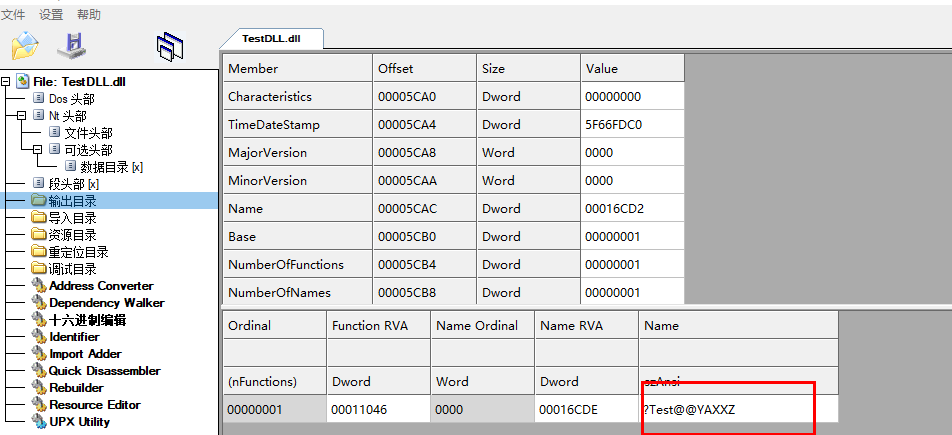 文件 设置 帮助
TestDLL.dll
File: TestDLL.dll
Dos 头部
Nt 头部
文件头部
可选头部
数据目录 [x]
段头部 [x]
输出目录
导入目录
资源目录
重定位目录
调试目录
Address Converter
Dependency Walker
十六进制编辑
Identifier
Import Adder
Quick Disassembler
Rebuilder
Resource Editor
UPX Utility
Member Offset Size Value
Characteristics 00005CA0 Dword 00000000
TimeDateStamp 00005CA4 Dword 5F66FDC0
MajorVersion 00005CA8 Word 0000
MinorVersion 00005CAA Word 0000
Name 00005CAC Dword 00016CD2
Base 00005CB0 Dword 00000001
NumberOfFunctions 00005CB4 Dword 00000001
NumberOfNames 00005CB8 Dword 00000001
Ordinal Function RVA Name Ordinal Name RVA Name
(nFunctions) Dword Word Dword szAnsi
00000001 00011046 0000 00016CDE ?Test@@YAXXZ